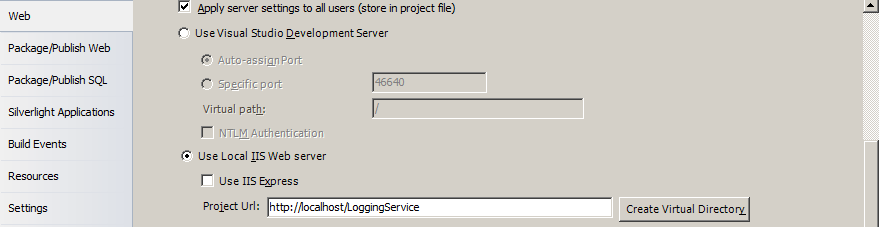 Web
Package/Publish Web
Package/Publish SQL
Silverlight Applications
Build Events
Resources
Settings
Apply server settings to all users (store in project file)
Use Visual Studio Development Server
Auto-assign Port
Specific port 46640
Virtual path: /
NTLM Authentication
Use Local IIS Web server
Use IIS Express
Project Url: http://localhost/LoggingService Create Virtual Directory